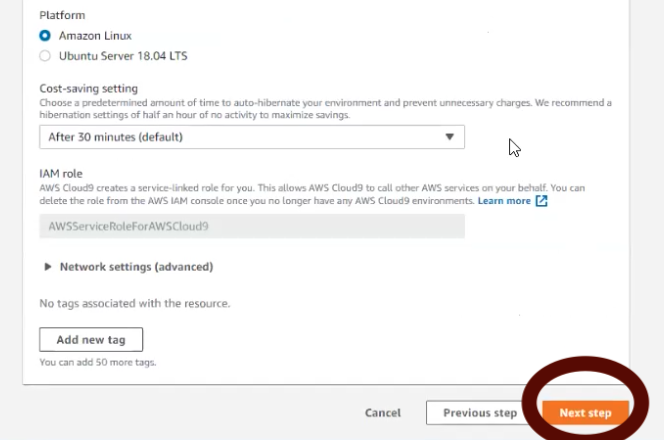 Platform
Amazon Linux
Ubuntu Server 18.04 LTS
Cost-saving setting
Choose a predetermined amount of time to auto-hibernate your environment and prevent unnecessary charges. We recommend a
hibernation settings of half an hour of no activity to maximize savings.
After 30 minutes (default)
IAM role
AWS Cloud9 creates a service-linked role for you. This allows AWS Cloud9 to call other AWS services on your behalf. You can
delete the role from the AWS IAM console once you no longer have any AWS Cloud9 environments. Learn more
AWSServiceRoleForAWSCloud9
Network settings (advanced)
No tags associated with the resource.
Add new tag
You can add 50 more tags.
Cancel Previous step Next step